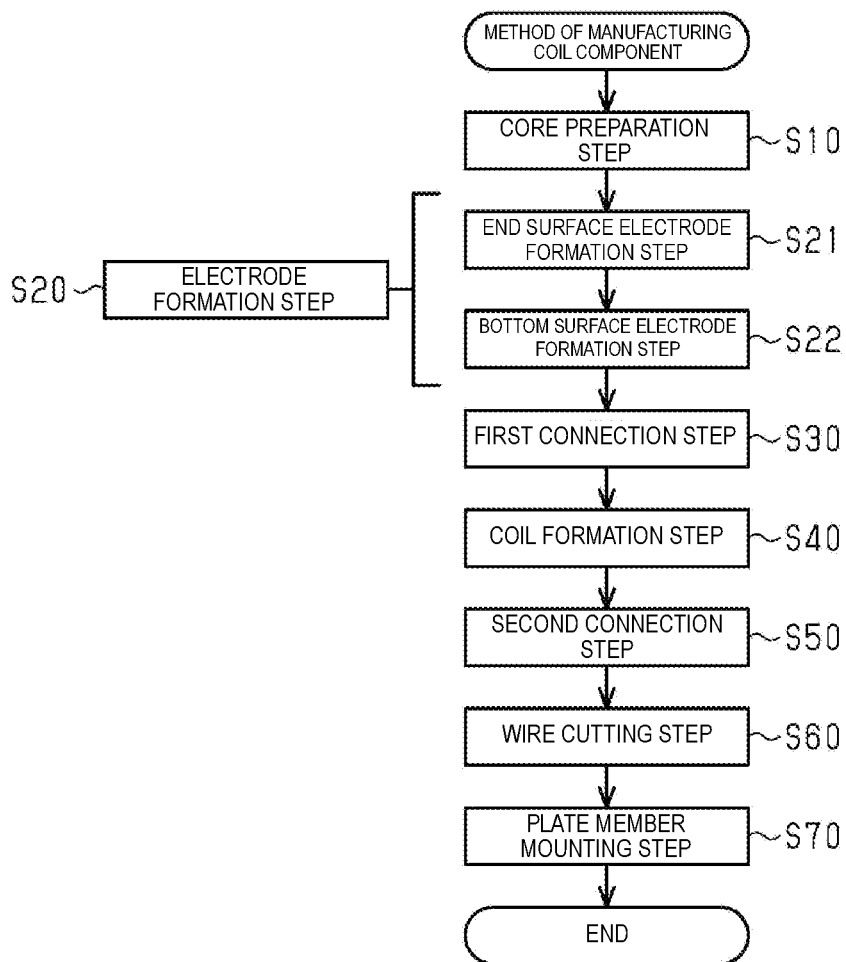 METHOD OF MANUFACTURING
COIL COMPONENT
CORE PREPARATION
STEP
S10
END SURFACE ELECTRODE
FORMATION STEP
S21
S20
ELECTRODE
FORMATION STEP
BOTTOM SURFACE ELECTRODE
FORMATION STEP
S22
FIRST CONNECTION STEP
S30
COIL FORMATION STEP
S40
SECOND CONNECTION
STEP
S50
WIRE CUTTING STEP
S60
PLATE MEMBER
MOUNTING STEP
S70
END